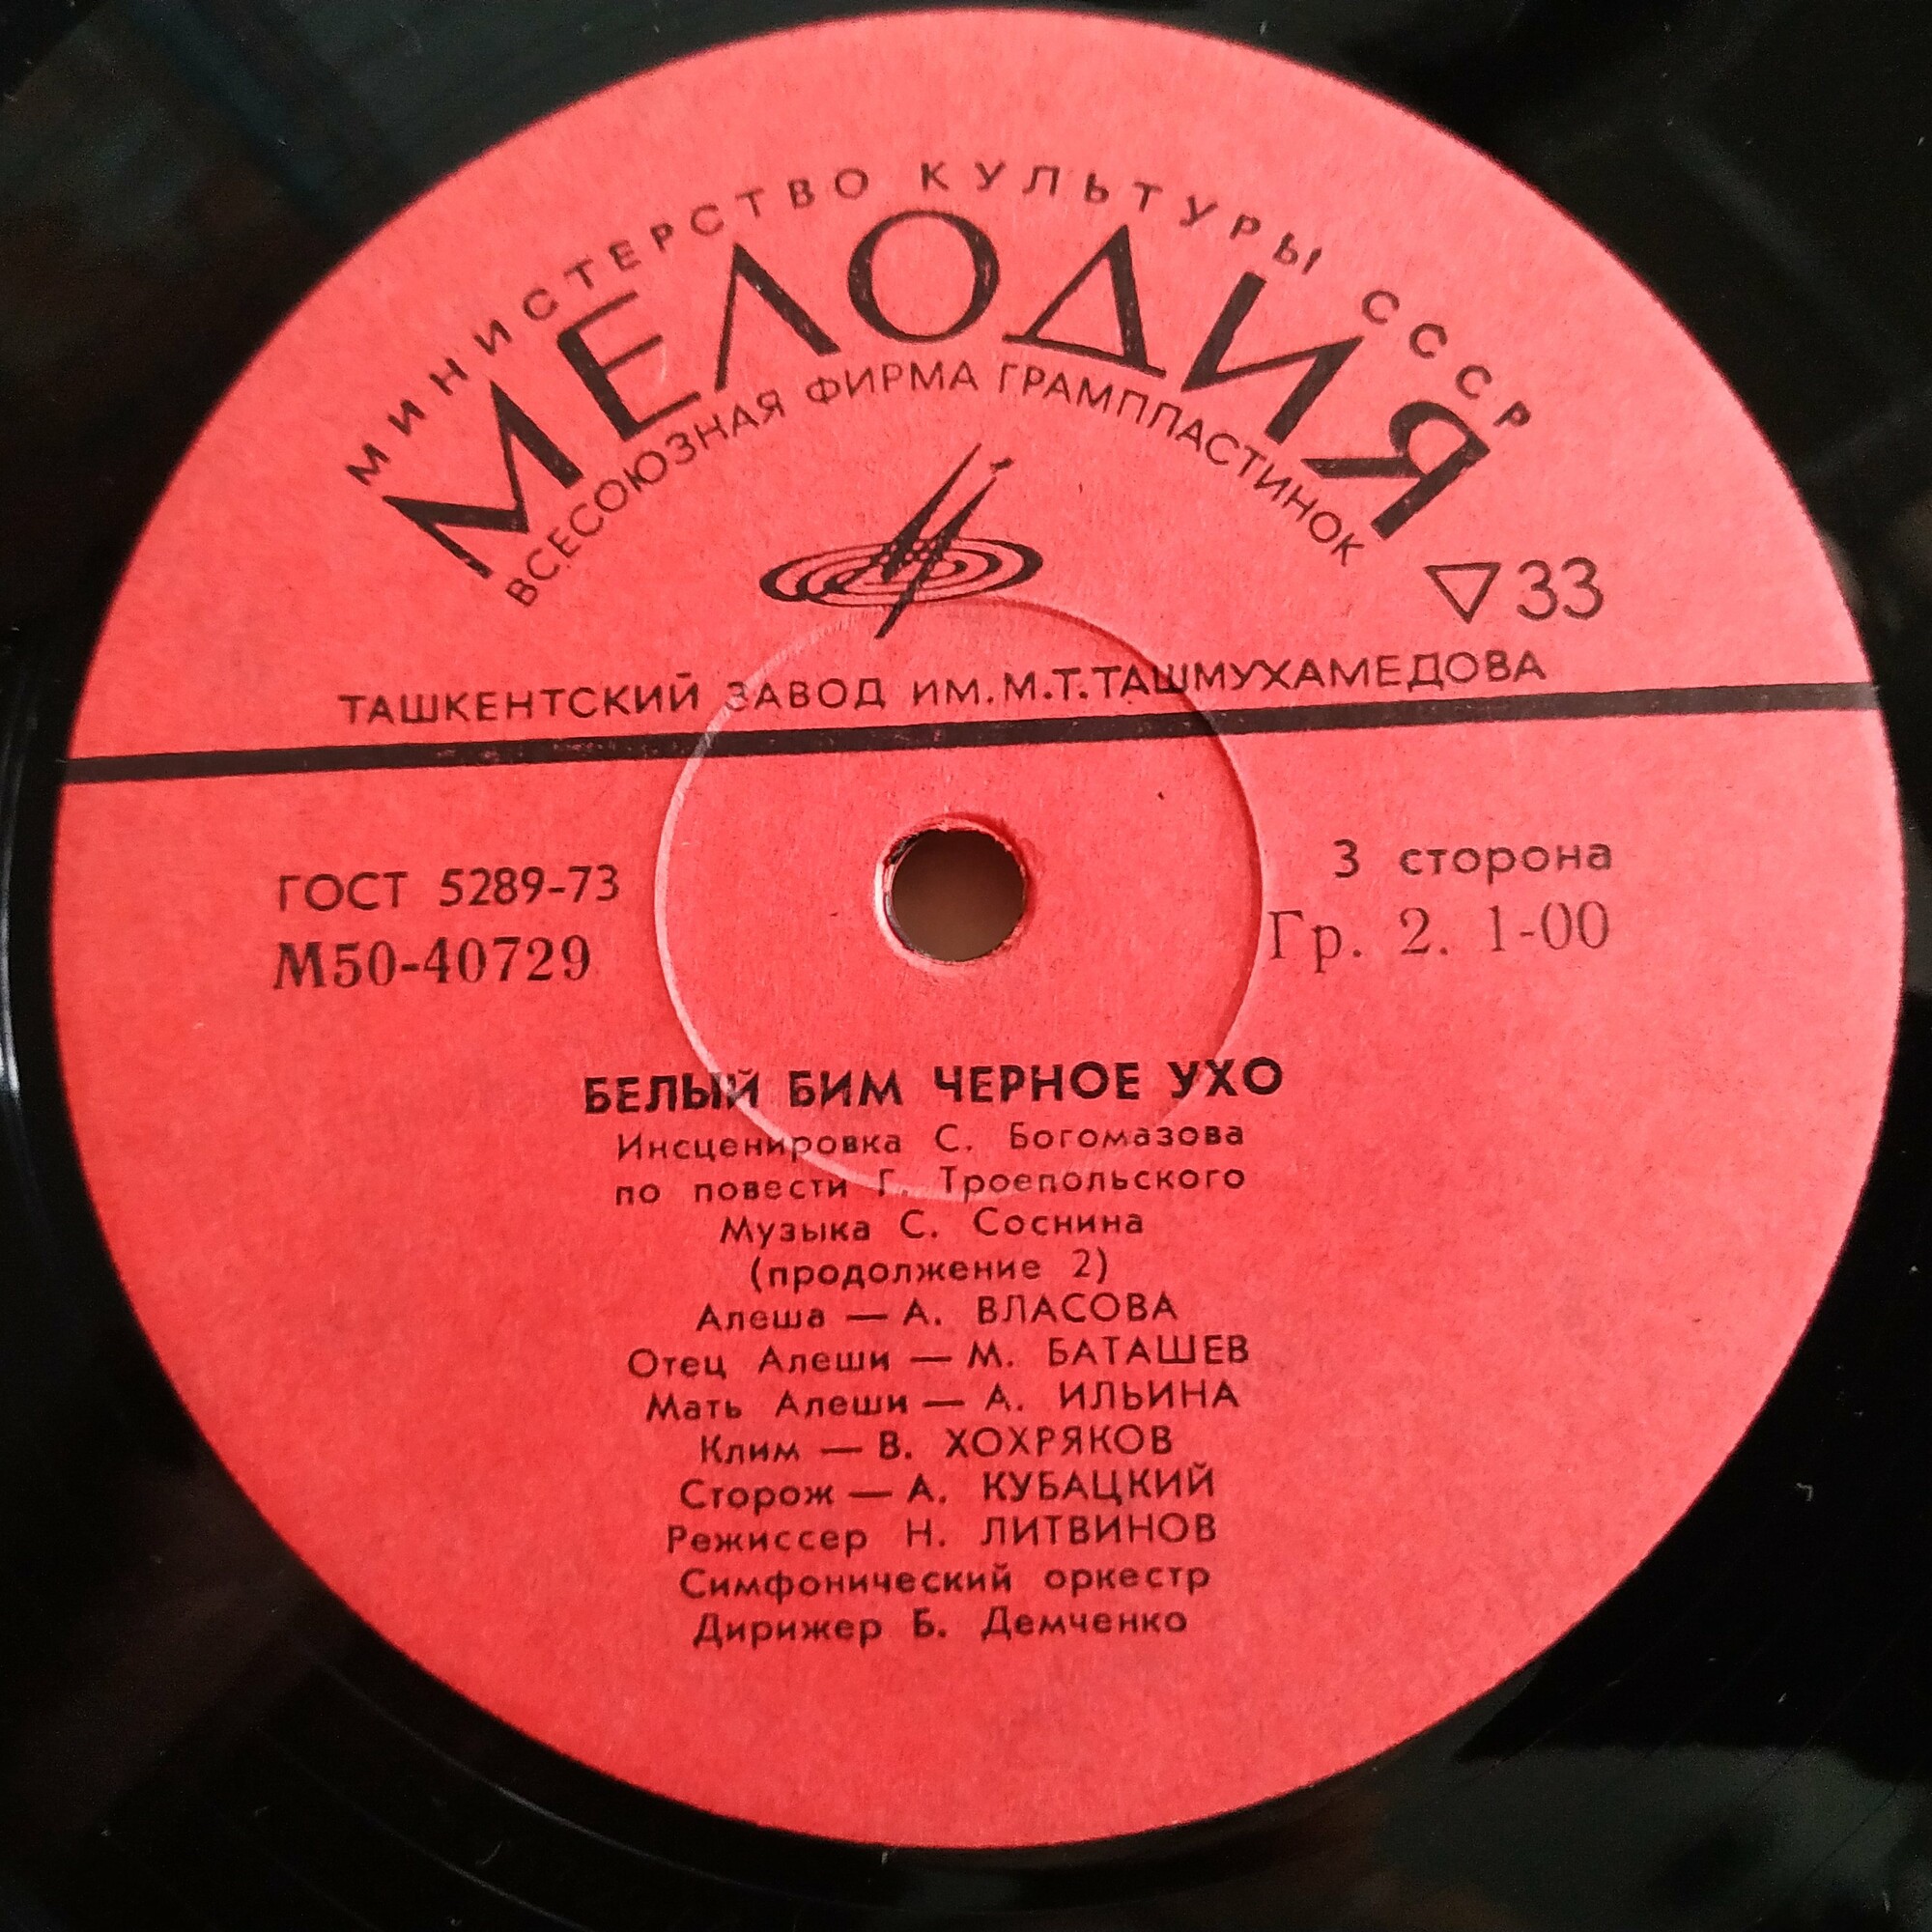 МИНИСТЕРСТВО КУЛЬТУРЫ СССР
МЕЛОДИЯ
ВСЕСОЮЗНАЯ ФИРМА ГРАМПЛАСТИНОК
▽33
ТАШКЕНТСКИЙ ЗАВОД ИМ. М.Т. ТАШМУХАМЕДОВА
ГОСТ 5289-73
М50-40729
3 сторона
Гр. 2. 1-00
БЕЛЫЙ БИМ ЧЕРНОЕ УХО
Инсценировка С. Богомазова
по повести Г. Троепольского
Музыка С. Соснина
(продолжение 2)
Алеша — А. ВЛАСОВА
Отец Алеши — М. БАТАШЕВ
Мать Алеши — А. ИЛЬИНА
Клим — В. ХОХРЯКОВ
Сторож — А. КУБАЦКИЙ
Режиссер Н. ЛИТВИНОВ
Симфонический оркестр
Дирижер Б. Демченко